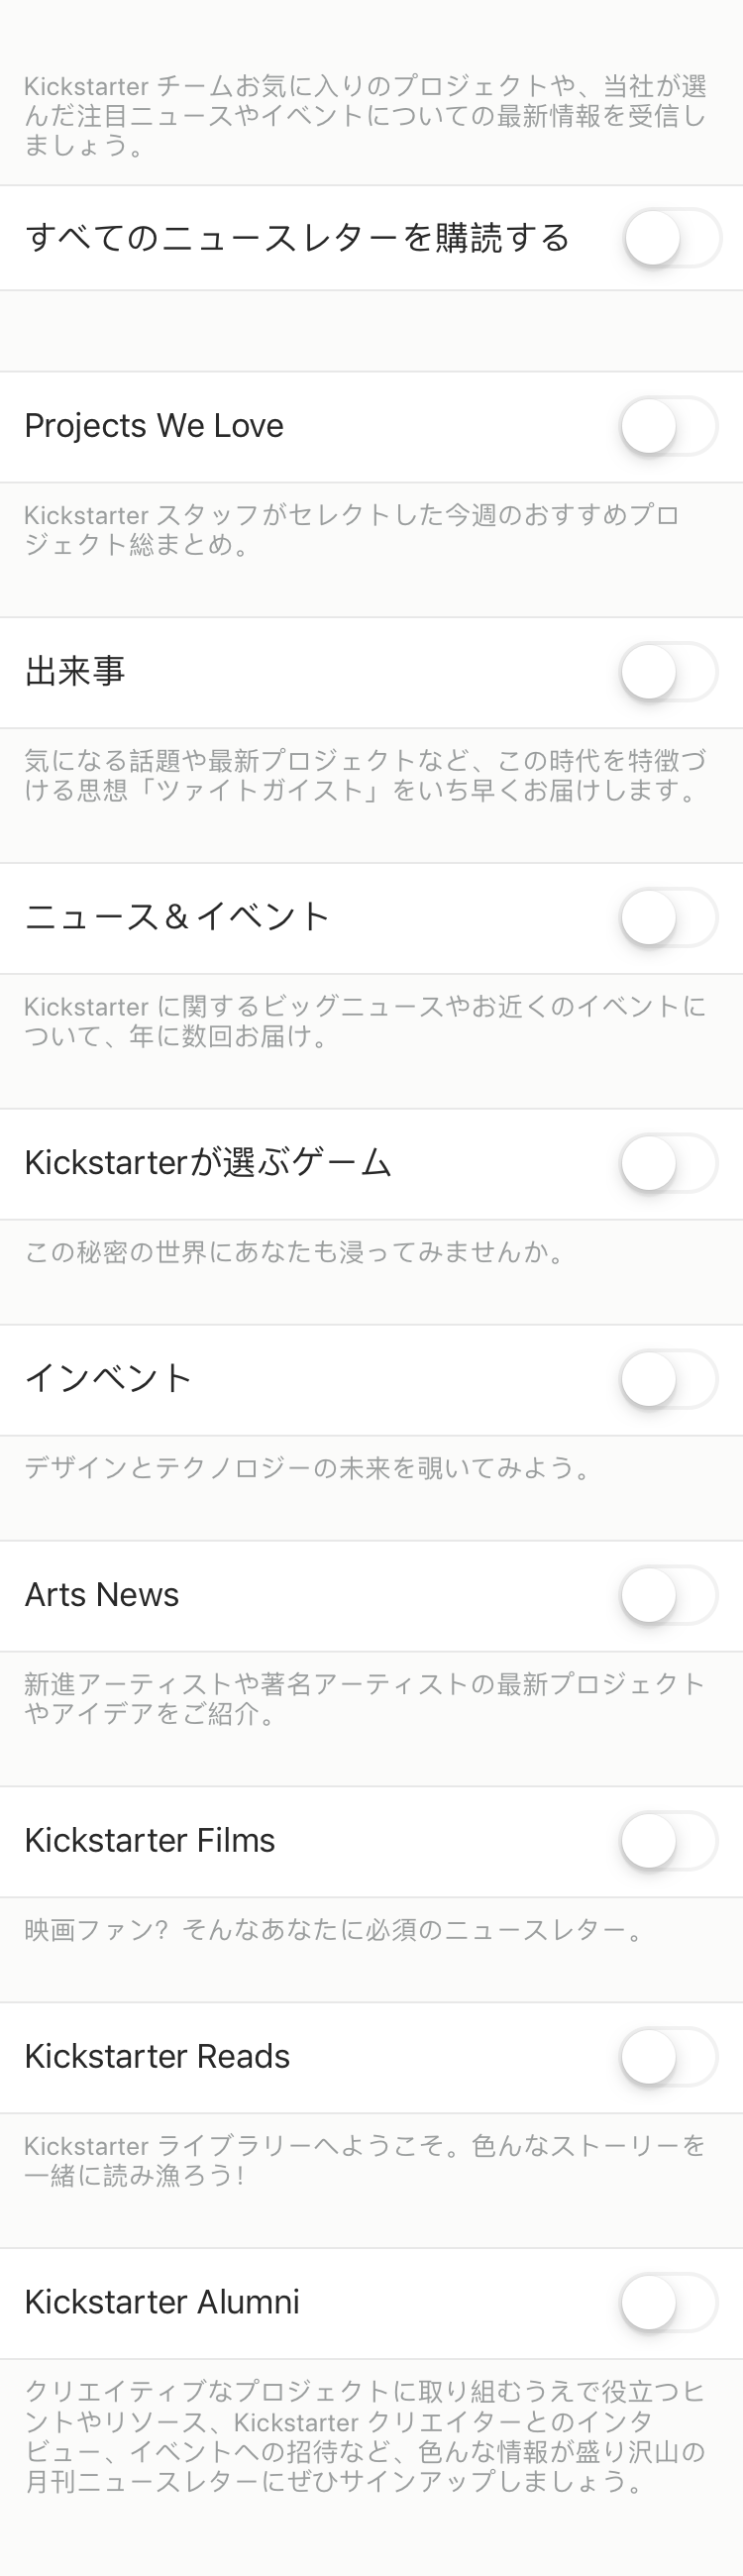 Kickstarter チームお気に入りのプロジェクトや、当社が選
んだ注目ニュースやイベントについての最新情報を受信し
ましょう。
すべてのニュースレターを購読する
Projects We Love
Kickstarter スタッフがセレクトした今週のおすすめプロ
ジェクト総まとめ。
出来事
気になる話題や最新プロジェクトなど、この時代を特徴づ
ける思想「ツァイトガイスト」をいち早くお届けします。
ニュース＆イベント
Kickstarter に関するビッグニュースやお近くのイベントに
ついて、年に数回お届け。
Kickstarterが選ぶゲーム
この秘密の世界にあなたも浸ってみませんか。
インベント
デザインとテクノロジーの未来を覗いてみよう。
Arts News
新進アーティストや著名アーティストの最新プロジェクト
やアイデアをご紹介。
Kickstarter Films
映画ファン？そんなあなたに必須のニュースレター。
Kickstarter Reads
Kickstarter ライブラリーへようこそ。色んなストーリーを
一緒に読み漁ろう！
Kickstarter Alumni
クリエイティブなプロジェクトに取り組むうえで役立つヒ
ントやリソース、Kickstarter クリエイターとのインタ
ビュー、イベントへの招待など、色んな情報が盛り沢山の
月刊ニュースレターにぜひサインアップしましょう。